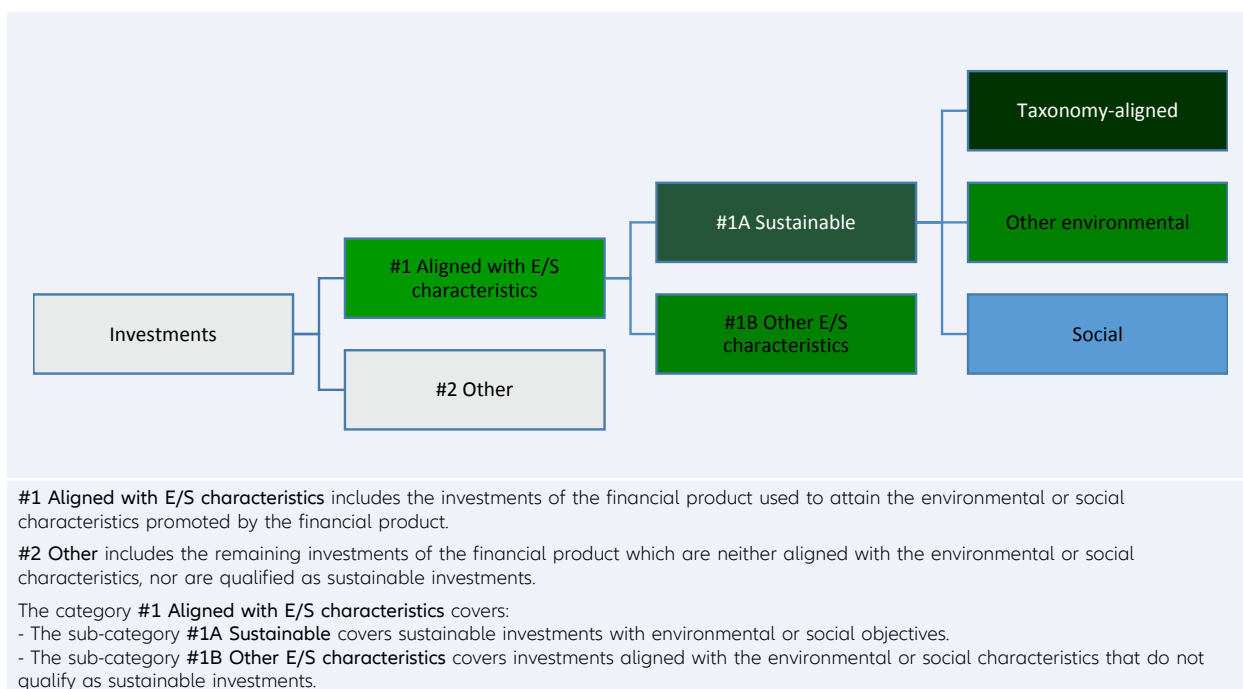 Taxonomy-aligned
#1A Sustainable
Other environmental
#1 Aligned with E/S
characteristics
#1B Other E/S
characteristics
Investments
Social
#2 Other
#1 Aligned with E/S characteristics includes the investments of the financial product used to attain the environmental or social
characteristics promoted by the financial product.
#2 Other includes the remaining investments of the financial product which are neither aligned with the environmental or social
characteristics, nor are qualified as sustainable investments.
The category #1 Aligned with E/S characteristics covers:
- The sub-category #1A Sustainable covers sustainable investments with environmental or social objectives.
- The sub-category #1B Other E/S characteristics covers investments aligned with the environmental or social characteristics that do not
qualify as sustainable investments.